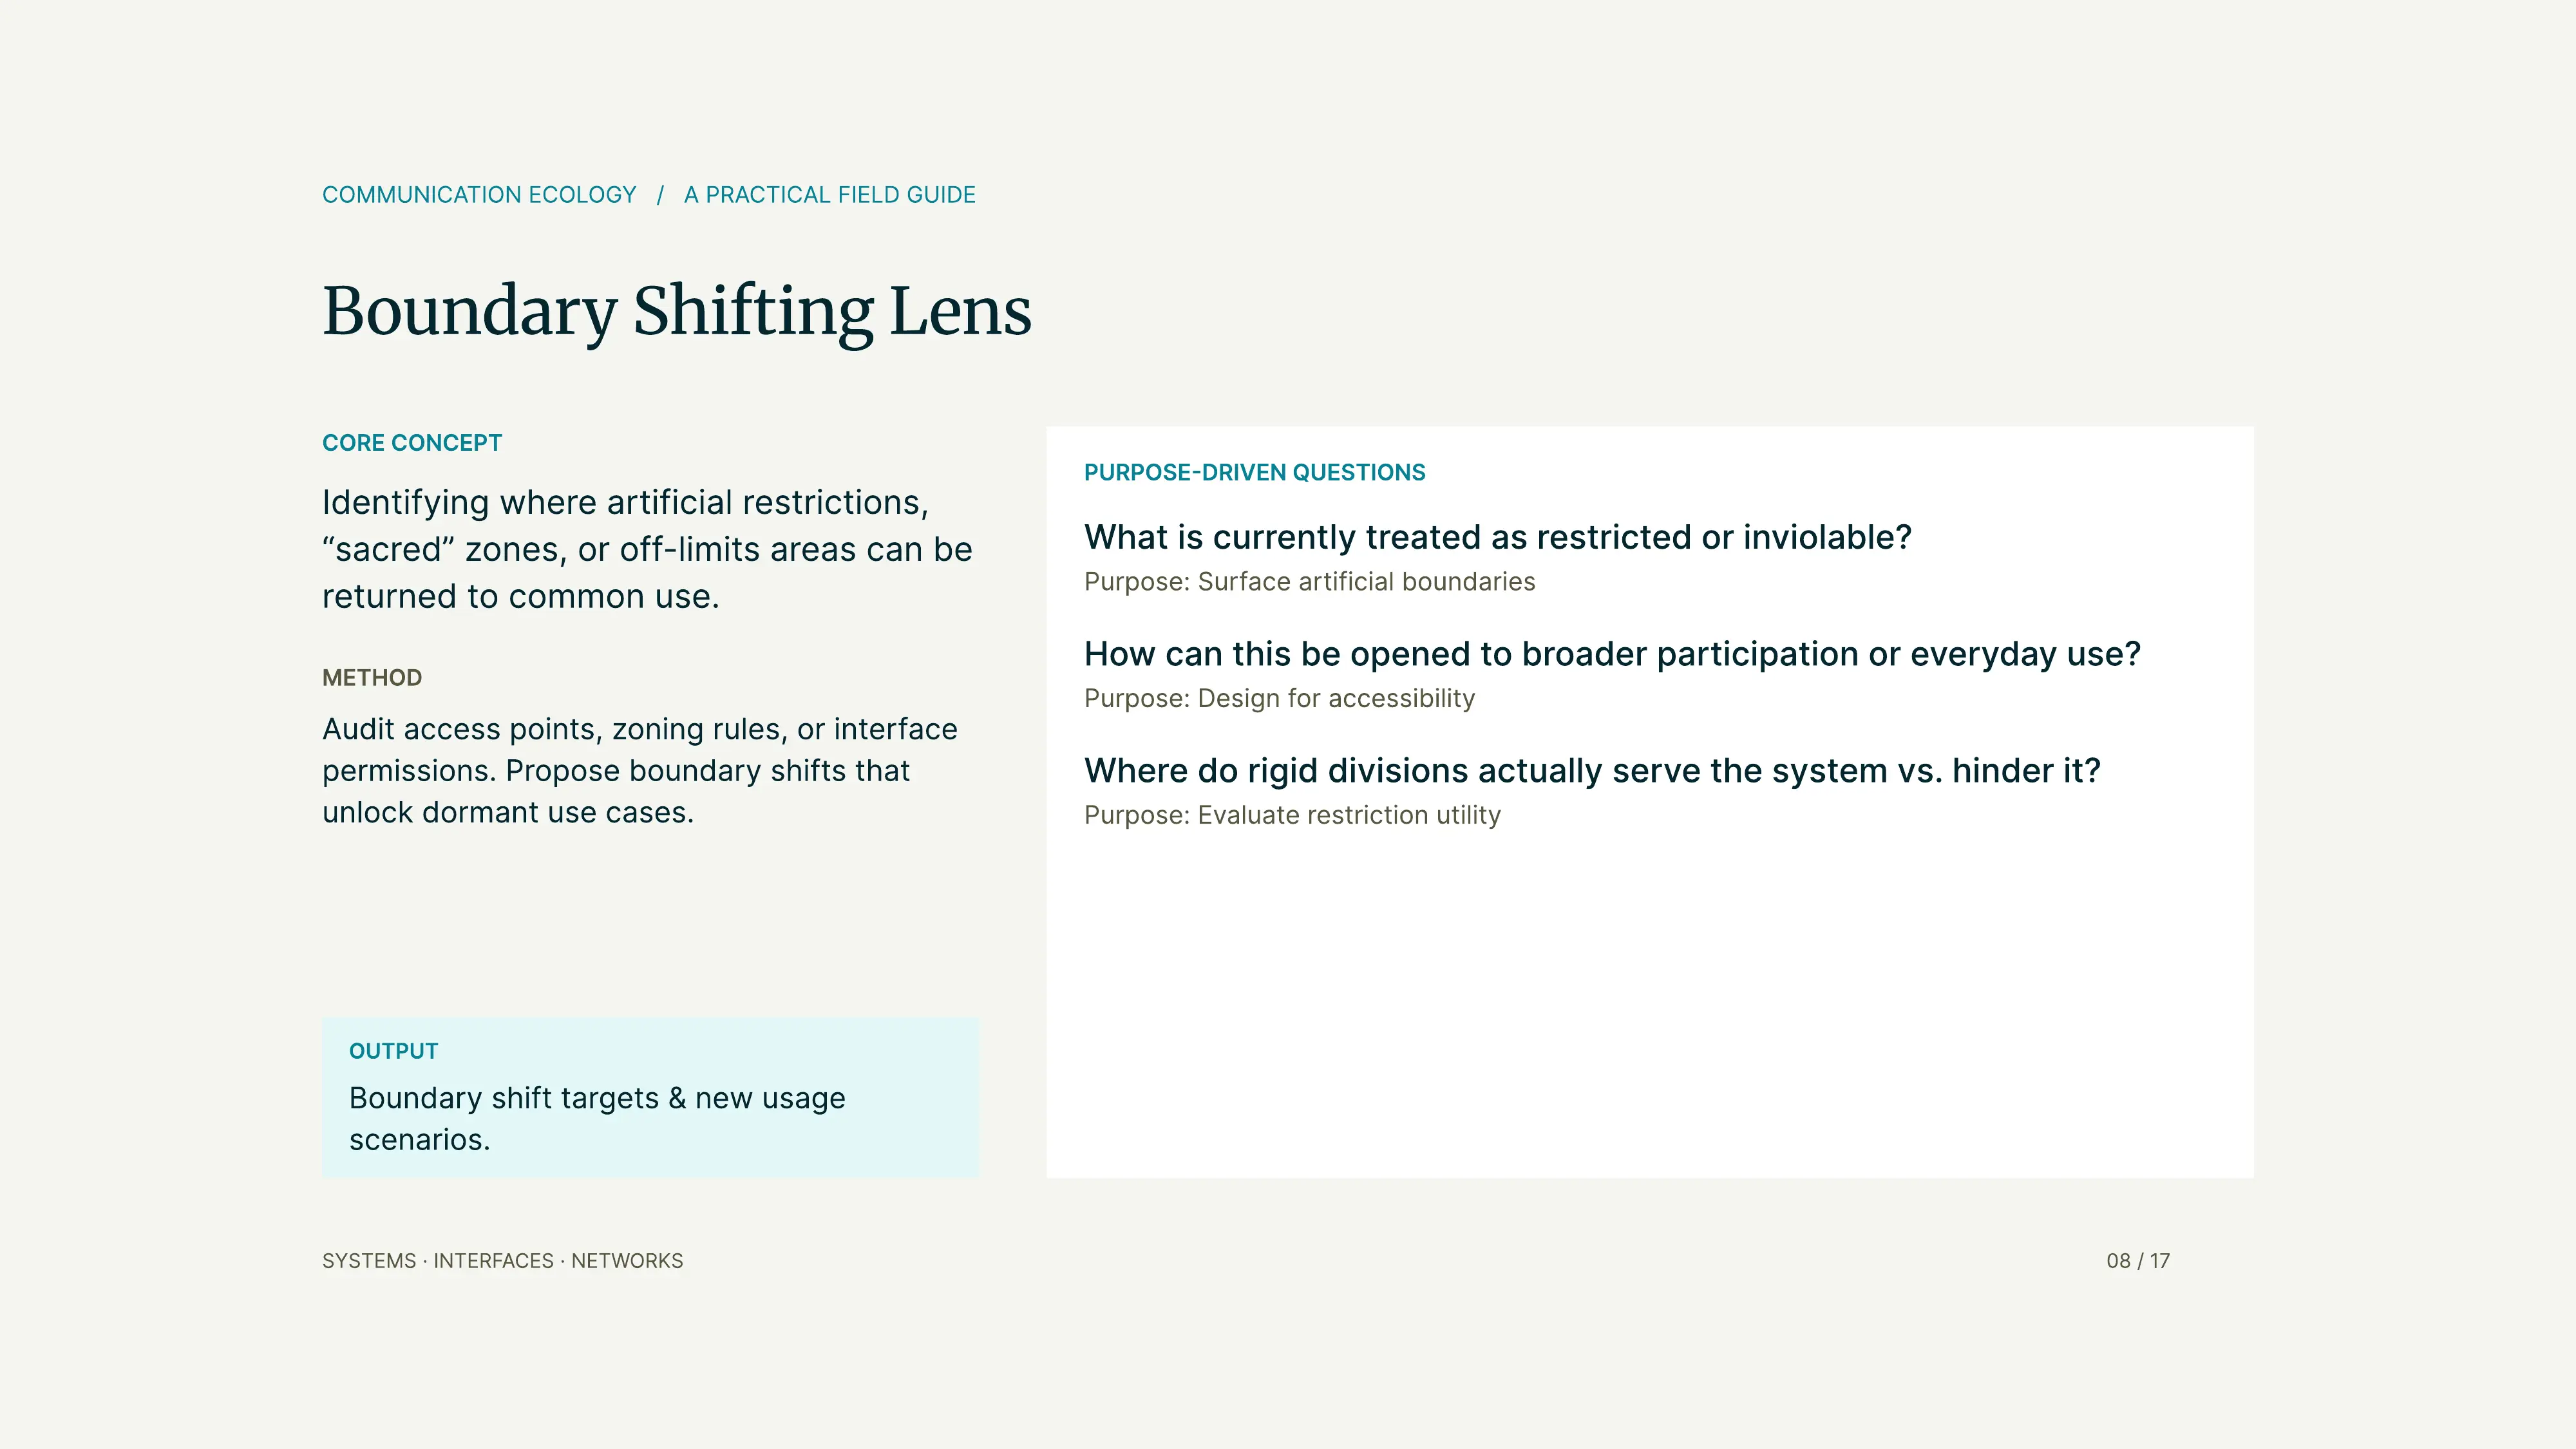 COMMUNICATION ECOLOGY / A PRACTICAL FIELD GUIDE
Boundary Shifting Lens
CORE CONCEPT
Identifying where artificial restrictions,
“sacred” zones, or off-limits areas can be
returned to common use.
METHOD
Audit access points, zoning rules, or interface
permissions. Propose boundary shifts that
unlock dormant use cases.
OUTPUT
Boundary shift targets & new usage
scenarios.
PURPOSE-DRIVEN QUESTIONS
What is currently treated as restricted or inviolable?
Purpose: Surface artificial boundaries
How can this be opened to broader participation or everyday use?
Purpose: Design for accessibility
Where do rigid divisions actually serve the system vs. hinder it?
Purpose: Evaluate restriction utility
SYSTEMS · INTERFACES · NETWORKS
08 / 17